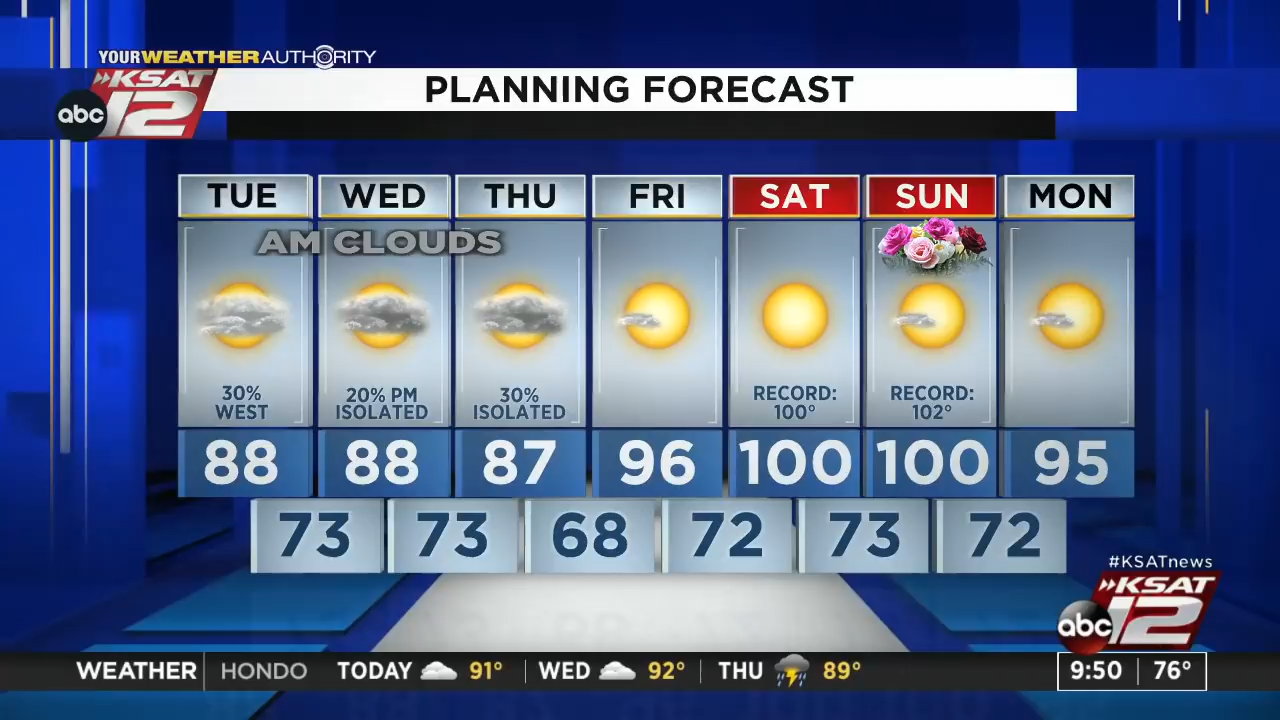 YOURWEATHERAUTHORITY
KSAT
abc 12
PLANNING FORECAST
TUE WED THU FRI SAT SUN MON
AM CLOUDS
30% WEST
20% PM ISOLATED
30% ISOLATED
RECORD: 100°
RECORD: 102°
88 88 87 96 100 100 95
73 73 68 72 73 72
#KSATnews
KSAT
abc 12
WEATHER HONDO TODAY 91° WED 92° THU 89° 9:50 76°